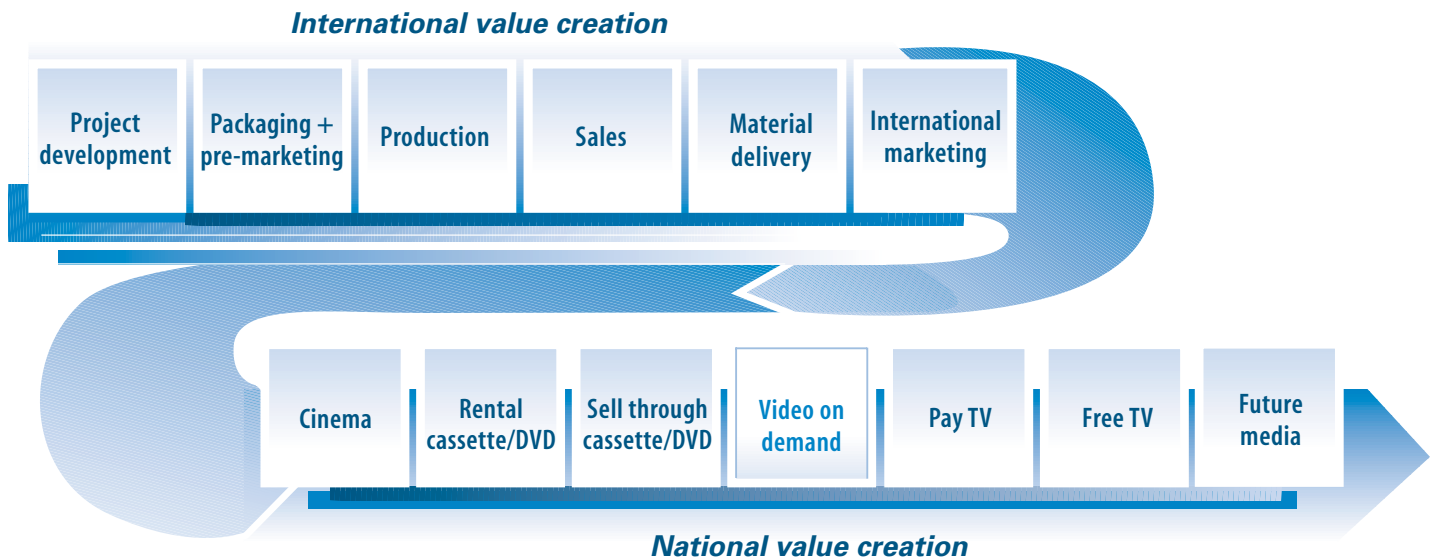 International value creation
Project
development
Packaging +
pre-marketing
Production
Sales
Material
delivery
International
marketing
Cinema
Rental
cassette/DVD
Sell through
cassette/DVD
Video on
demand
Pay TV
Free TV
Future
media
National value creation